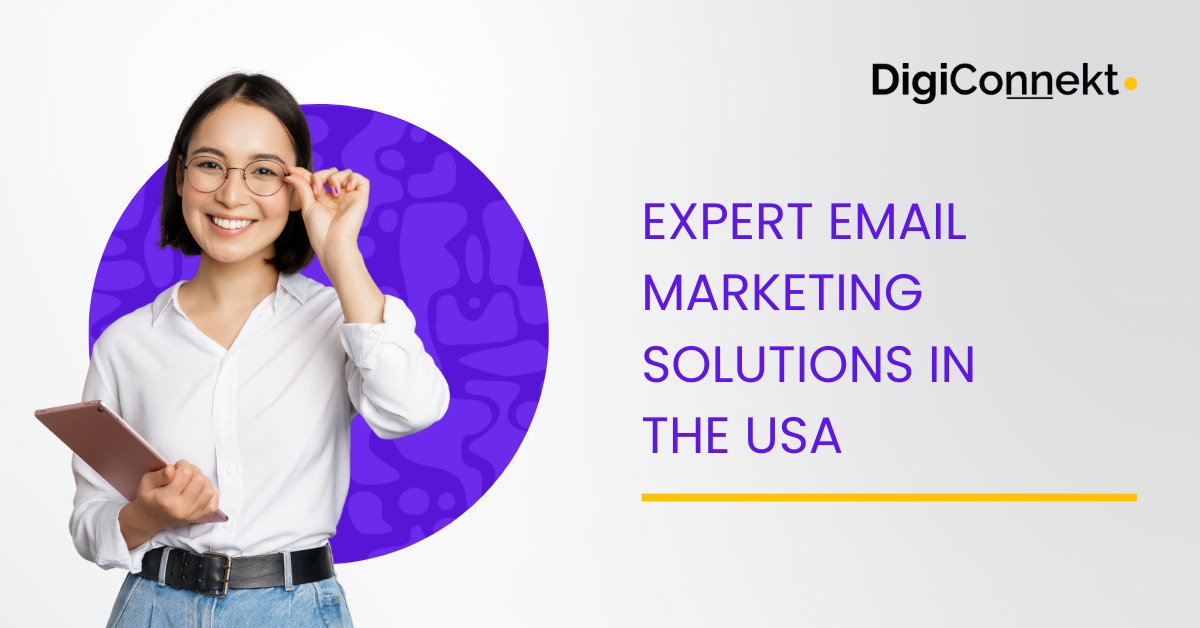 DigiConnekt
EXPERT EMAIL
MARKETING
SOLUTIONS IN
THE USA